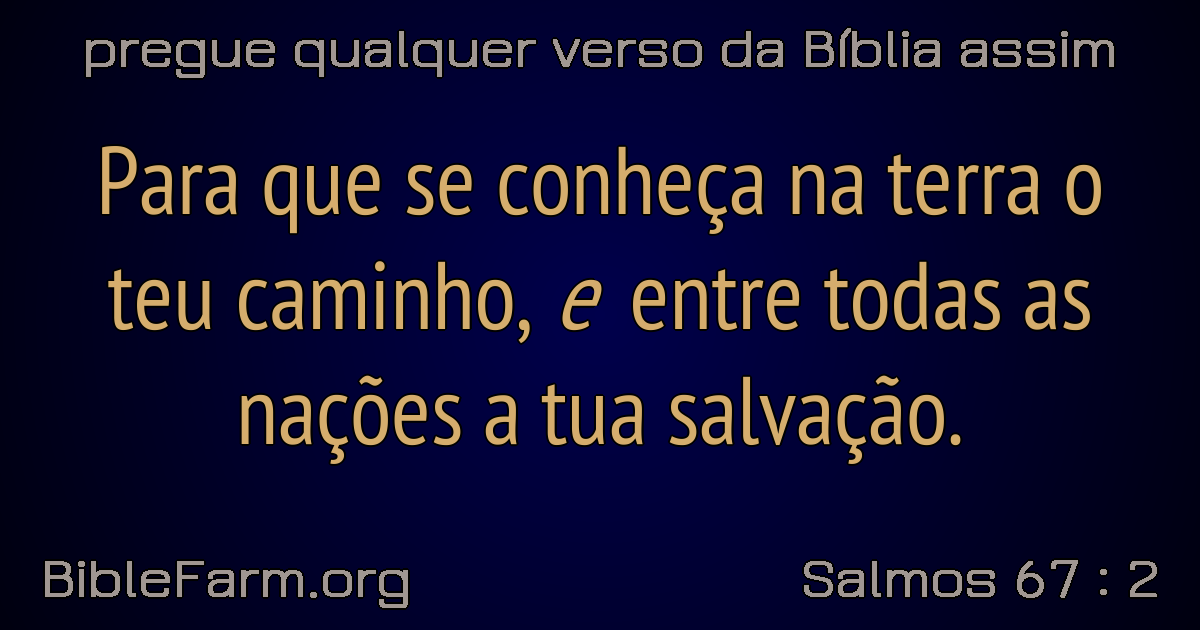 pregue qualquer verso da Bíblia assim
Para que se conheça na terra o
teu caminho, e entre todas as
nações a tua salvação.
BibleFarm.org
Salmos 67 : 2